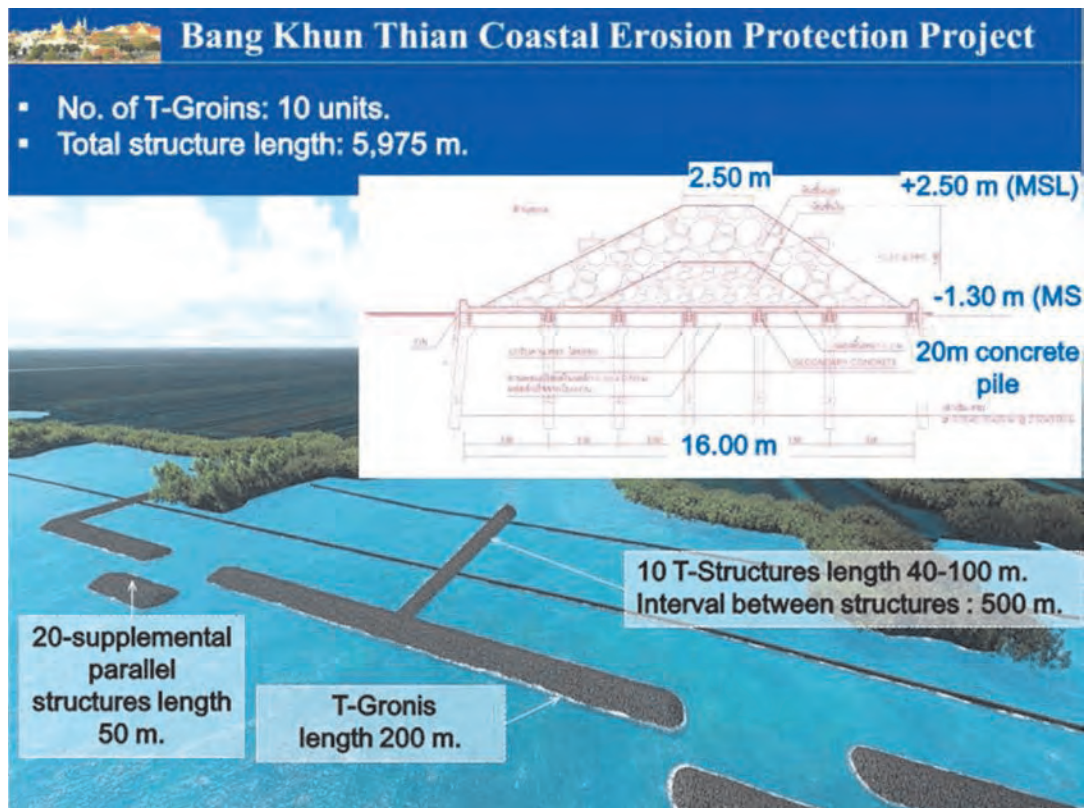 Bang Khun Thian Coastal Erosion Protection Project
▪ No. of T-Groins: 10 units.
▪ Total structure length: 5,975 m.
2.50 m
+2.50 m (MSL)
-1.30 m (MS
SECONDARY CONCRETE
20m concrete
pile
16.00 m
10 T-Structures length 40-100 m.
Interval between structures : 500 m.
20-supplemental
parallel
structures length
50 m.
T-Gronis
length 200 m.